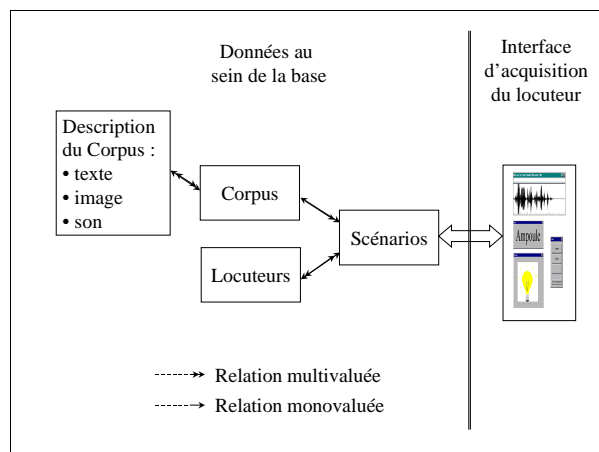 Données au
sein de la base
Interface
d'acquisition
du locuteur
Description
du Corpus :
• texte
• image
• son
Corpus
Locuteurs
Scénarios
Ampoule
Relation multivaluée
Relation monovaluée